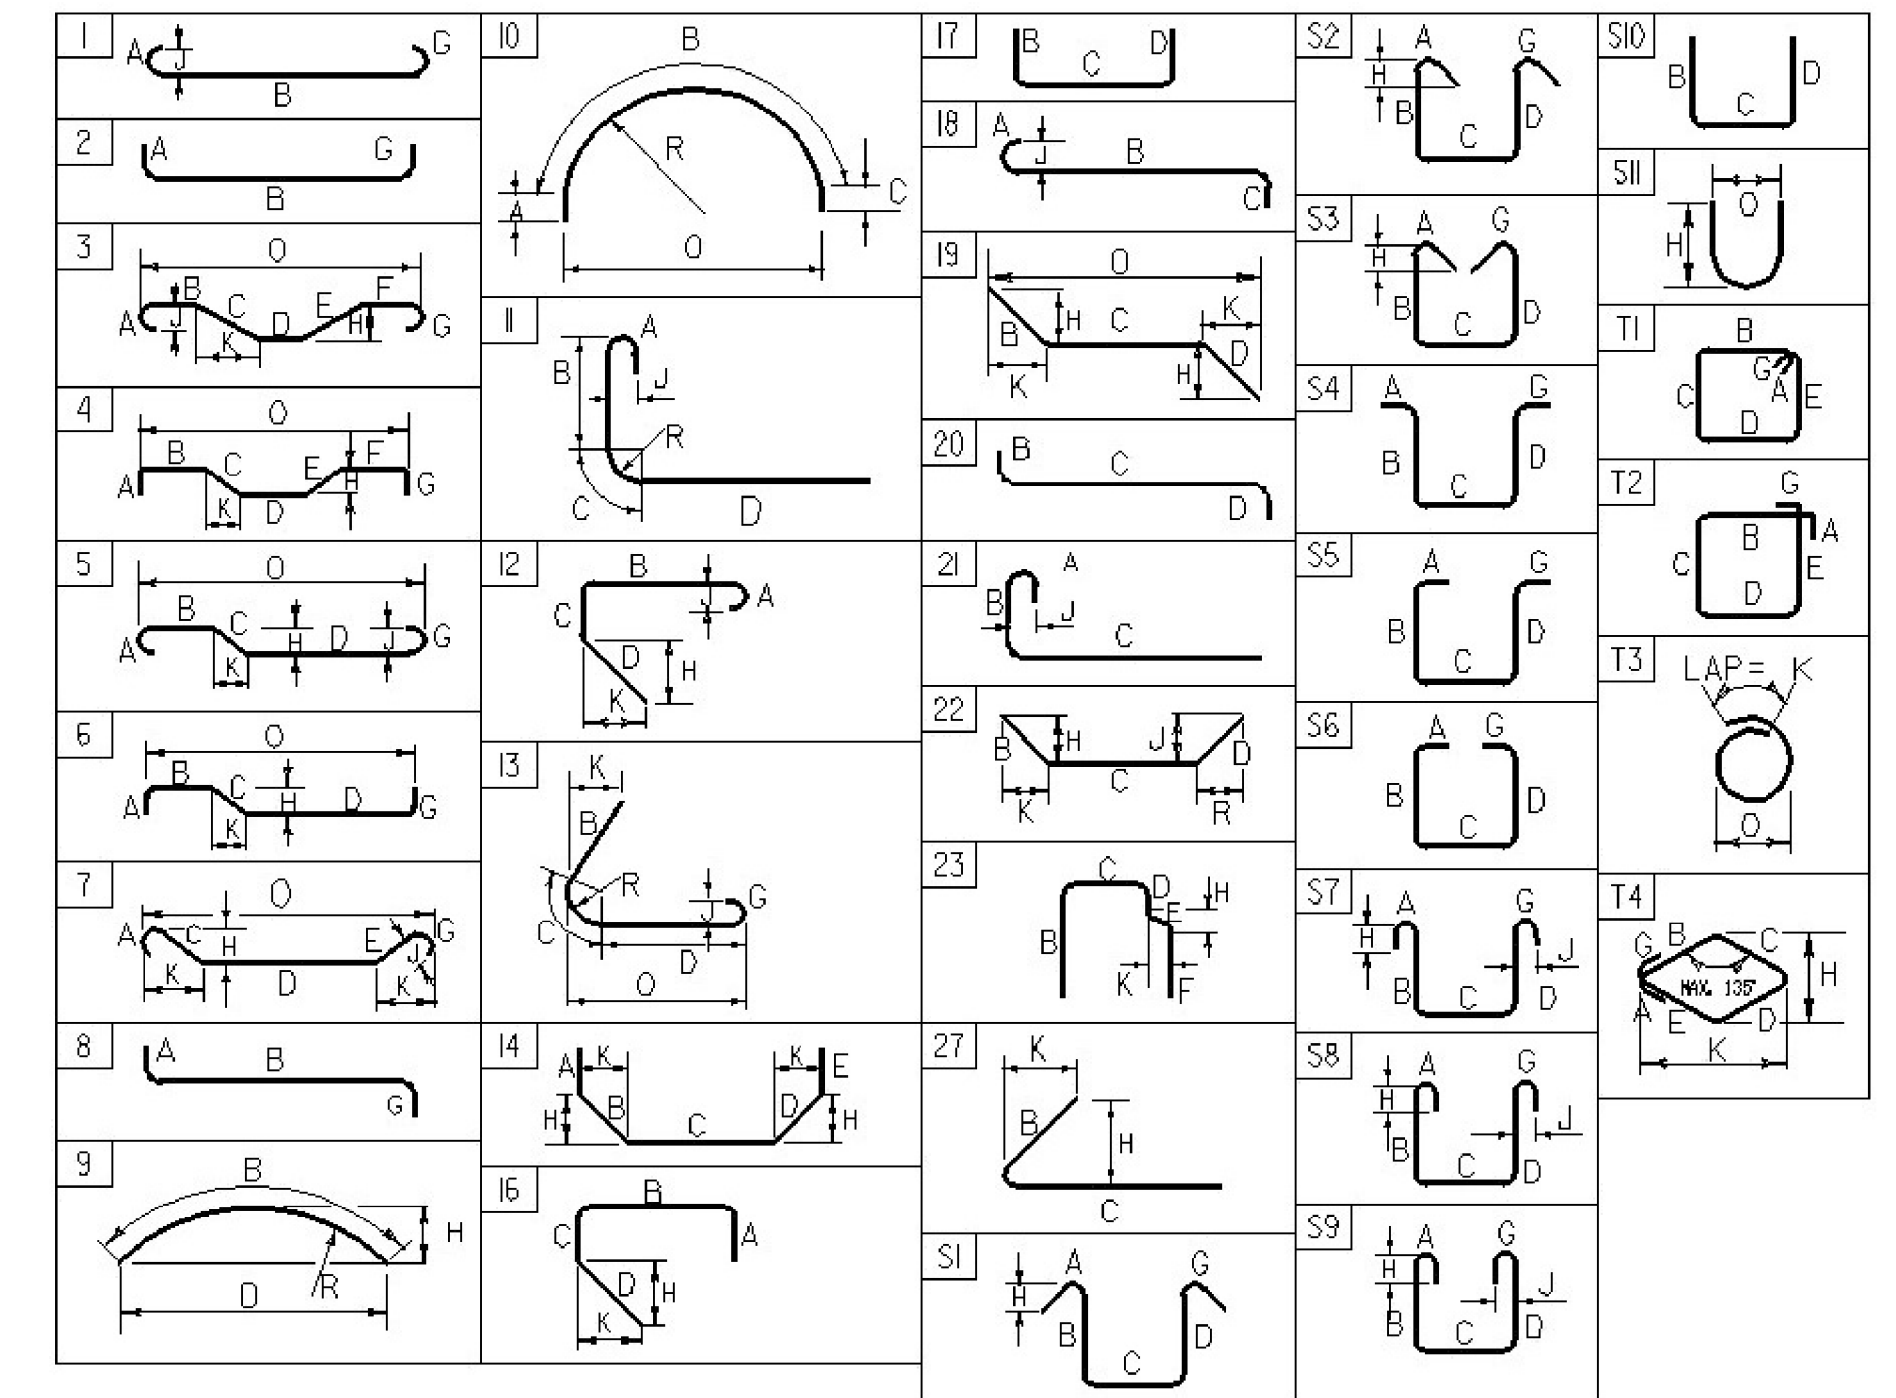 1
A J G
B
2
A G
B
3
O
B C E F
A J D H G
K
4
O
B C E F
A H G
K D
5
O
B C H D J
A G
K
6
O
B C H D
A G
K
7
O
A C H E G
K D K J
8
A B
G
9
B
H
R
O
10
B
R
A C
O
11
A
B J
R
C D
12
B
C J A
D H
K
13
K
B
R G
C J
D
O
14
A K K E
H B C D H
16
B
C A
D H
K
17
B D
C
18
A J B
C
19
O
B H C K
K H D
20
B C
D
21
A
B J
C
22
B H J D
C
K R
23
C
D H
B E
K F
27
K
B H
C
S1
A G
H
B D
C
S2
A G
H
B D
C
S3
A G
H
B D
C
S4
A G
B D
C
S5
A G
B D
C
S6
A G
B D
C
S7
A G
H J
B C D
S8
A G
H J
B C D
S9
A G
H J
B C D
S10
B D
C
S11
O
H
T1
B
G
C A E
D
T2
G
B A
C E
D
T3
LAP = K
O
T4
G B C
MAX. 135° H
A E D
K